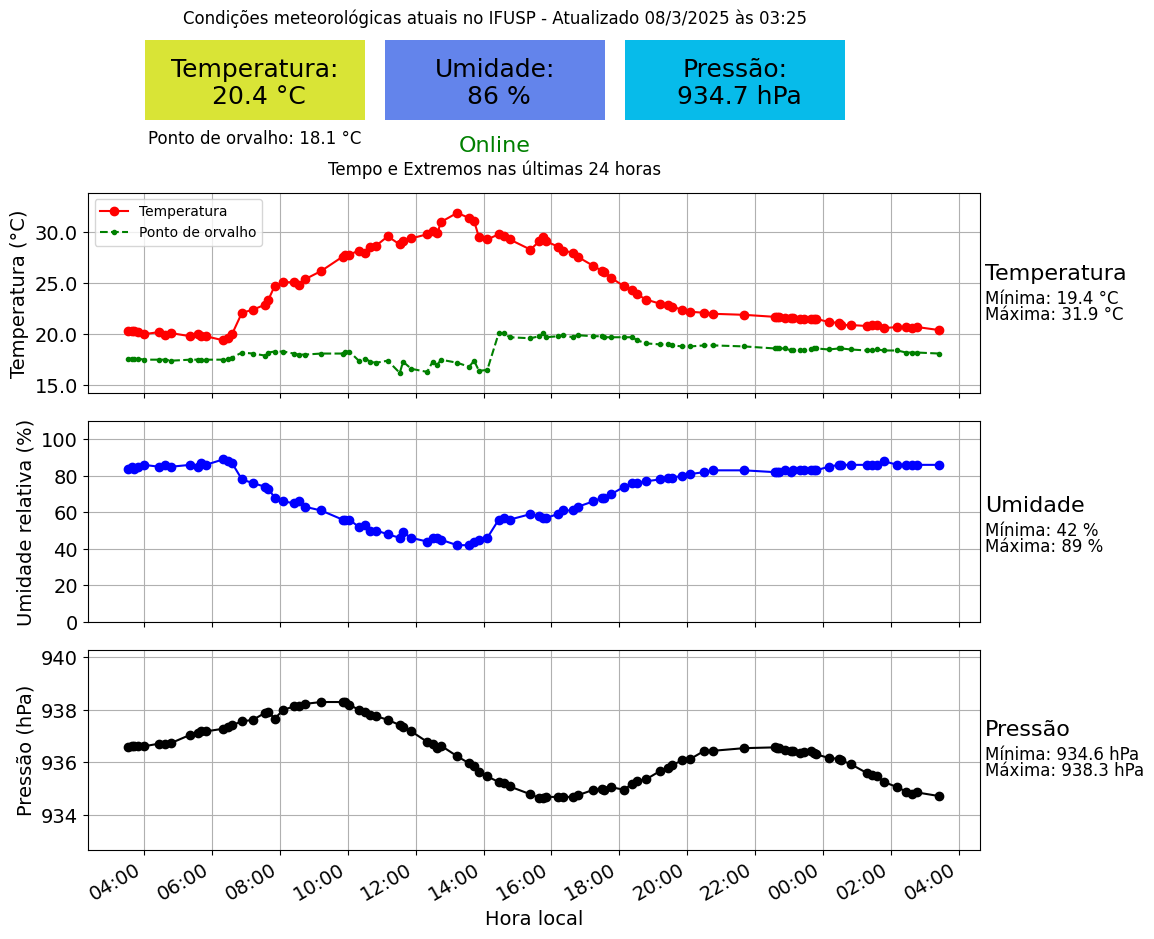 Condições meteorológicas atuais no IFUSP - Atualizado 08/3/2025 às 03:25
Temperatura:
20.4 °C
Umidade:
86 %
Pressão:
934.7 hPa
Ponto de orvalho: 18.1 °C
Online
Tempo e Extremos nas últimas 24 horas
Temperatura (°C)
30.0
25.0
20.0
15.0
Temperatura
Ponto de orvalho
Temperatura
Mínima: 19.4 °C
Máxima: 31.9 °C
Umidade relativa (%)
100
80
60
40
20
0
Umidade
Mínima: 42 %
Máxima: 89 %
Pressão (hPa)
940
938
936
934
Pressão
Mínima: 934.6 hPa
Máxima: 938.3 hPa
04:00 06:00 08:00 10:00 12:00 14:00 16:00 18:00 20:00 22:00 00:00 02:00 04:00
Hora local